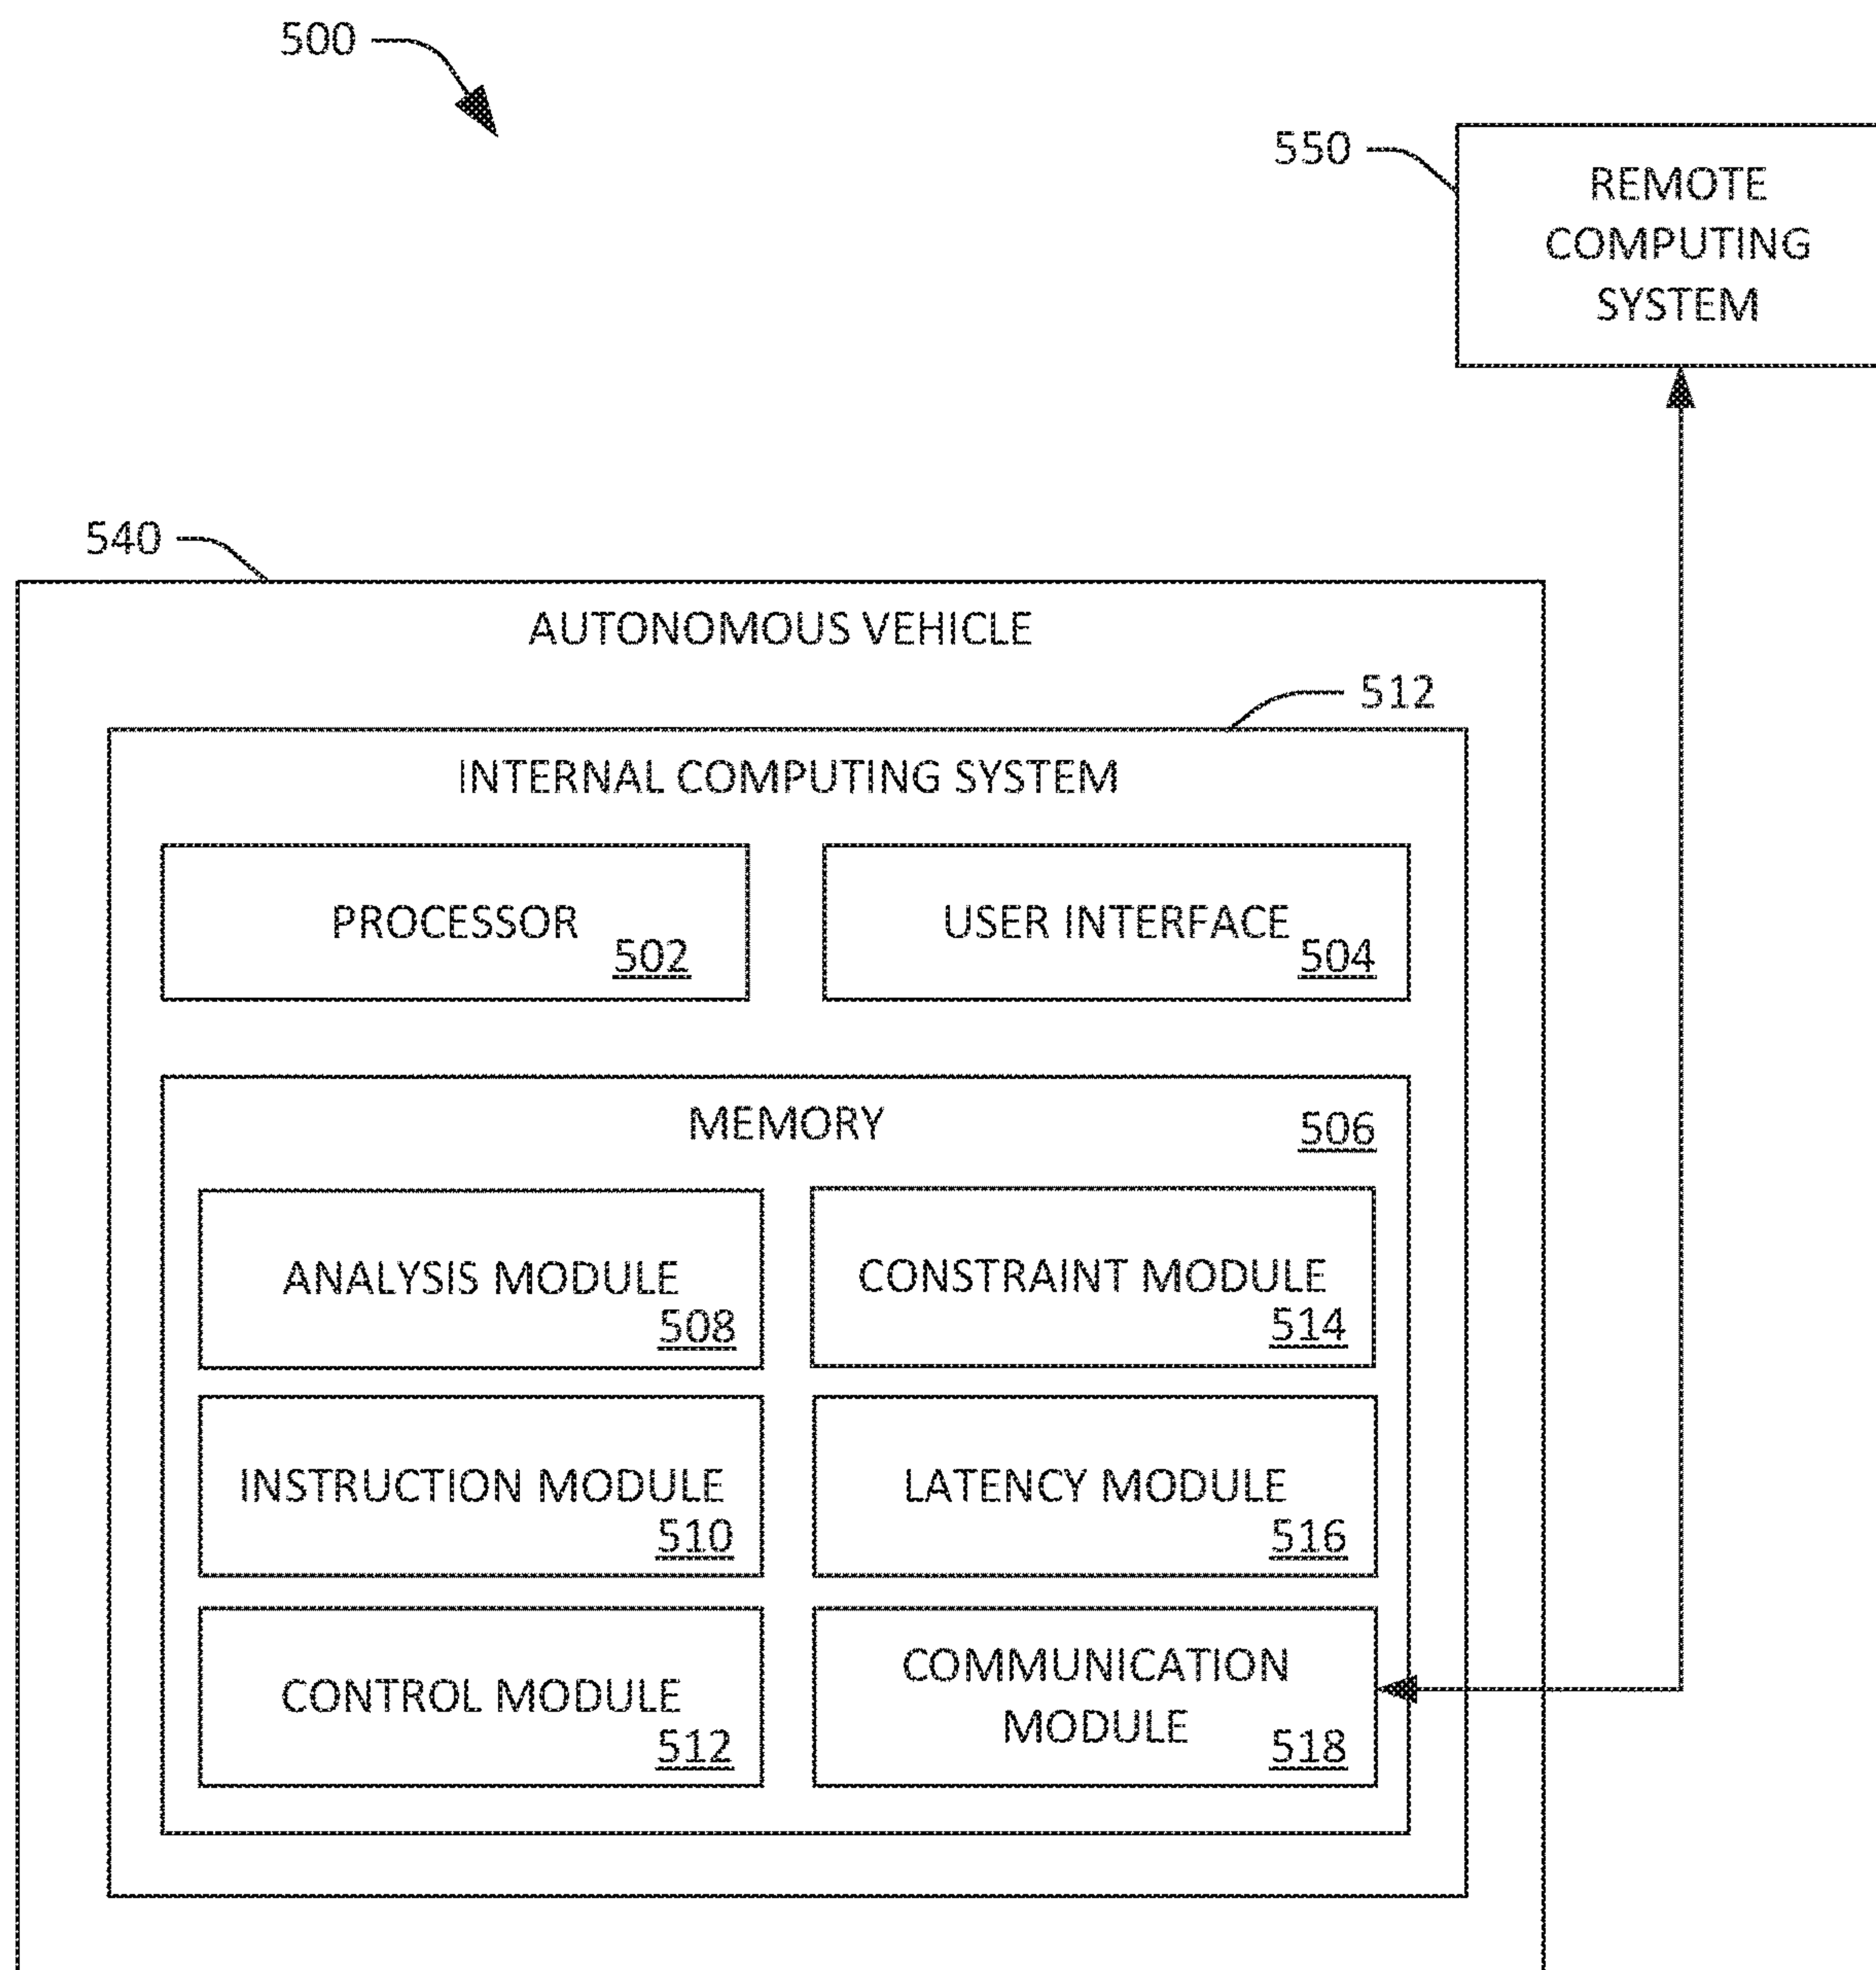 500
550
REMOTE
COMPUTING
SYSTEM
540
AUTONOMOUS VEHICLE
512
INTERNAL COMPUTING SYSTEM
PROCESSOR
502
USER INTERFACE
504
MEMORY
506
ANALYSIS MODULE
508
CONSTRAINT MODULE
514
INSTRUCTION MODULE
510
LATENCY MODULE
516
CONTROL MODULE
512
COMMUNICATION
MODULE
518